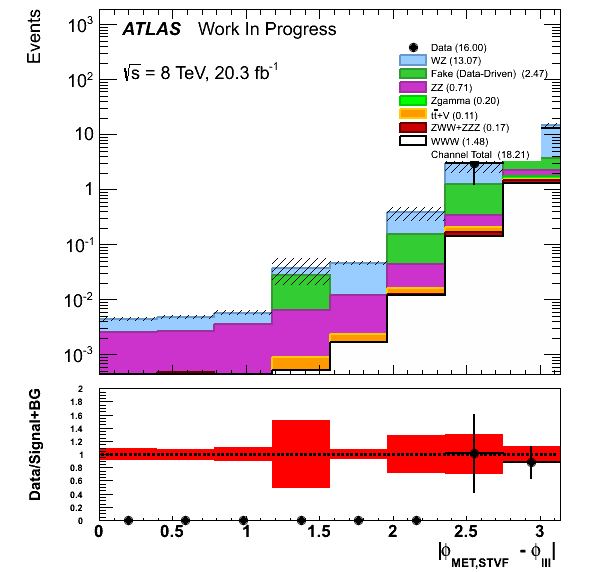 ATLAS Work In Progress
√s = 8 TeV, 20.3 fb⁻¹
Events
10³
10²
10
1
10⁻¹
10⁻²
10⁻³
Data (16.00)
WZ (13.07)
Fake (Data-Driven) (2.47)
ZZ (0.71)
Zgamma (0.20)
tt̄+V (0.11)
ZWW+ZZZ (0.17)
WWW (1.48)
Channel Total (18.21)
Data/Signal+BG
2
1.8
1.6
1.4
1.2
1
0.8
0.6
0.4
0.2
0
0 0.5 1 1.5 2 2.5 3
|ϕMET,STVF - ϕlll|